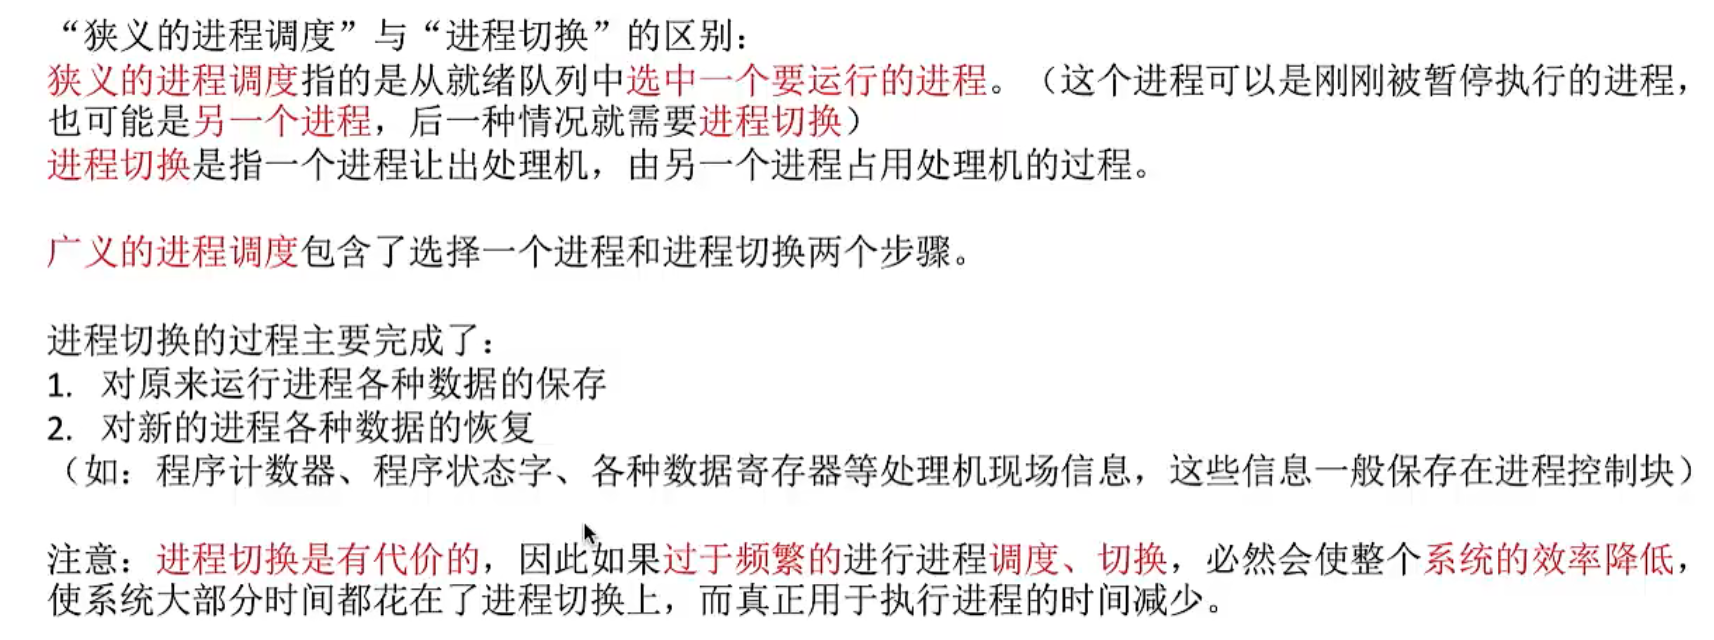 “狭义的进程调度”与“进程切换”的区别：
狭义的进程调度指的是从就绪队列中选中一个要运行的进程。（这个进程可以是刚刚被暂停执行的进程，
也可能是另一个进程，后一种情况就需要进程切换）
进程切换是指一个进程让出处理机，由另一个进程占用处理机的过程。
广义的进程调度包含了选择一个进程和进程切换两个步骤。
进程切换的过程主要完成了：
1. 对原来运行进程各种数据的保存
2. 对新的进程各种数据的恢复
（如：程序计数器、程序状态字、各种数据寄存器等处理机现场信息，这些信息一般保存在进程控制块）
注意：进程切换是有代价的，因此如果过于频繁的进行进程调度、切换，必然会使整个系统的效率降低，
使系统大部分时间都花在了进程切换上，而真正用于执行进程的时间减少。